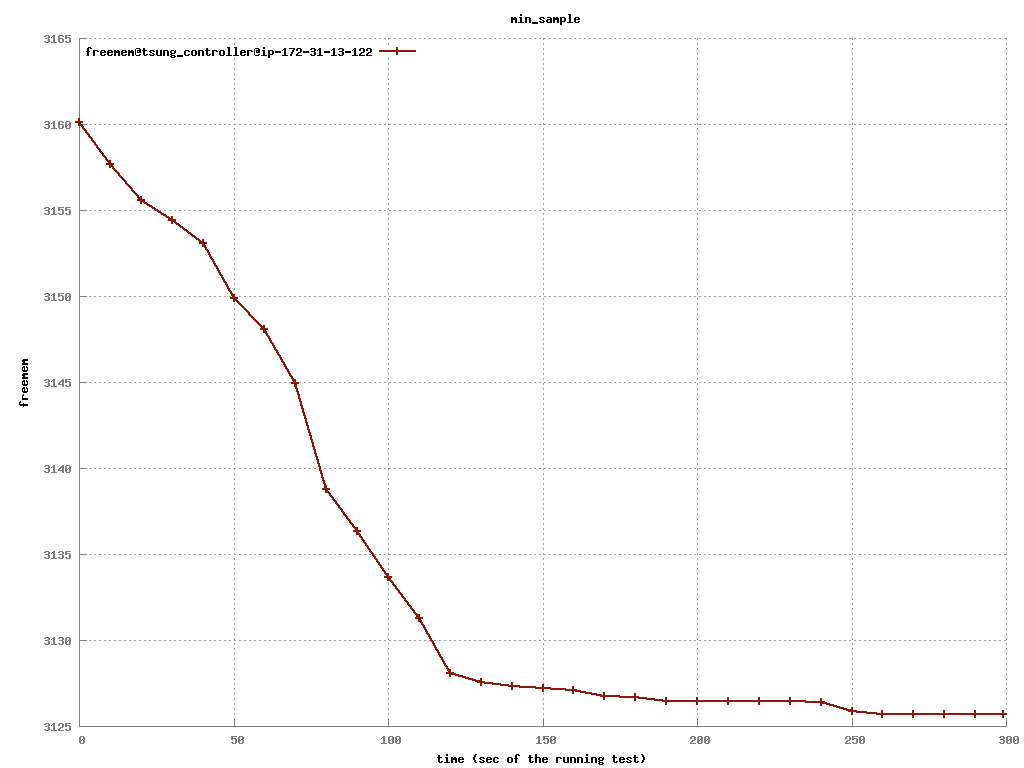 min_sample
3165
freemem@tsung_controller@ip-172-31-13-122
3160
3155
3150
3145
freemem
3140
3135
3130
3125
0 50 100 150 200 250 300
time (sec of the running test)